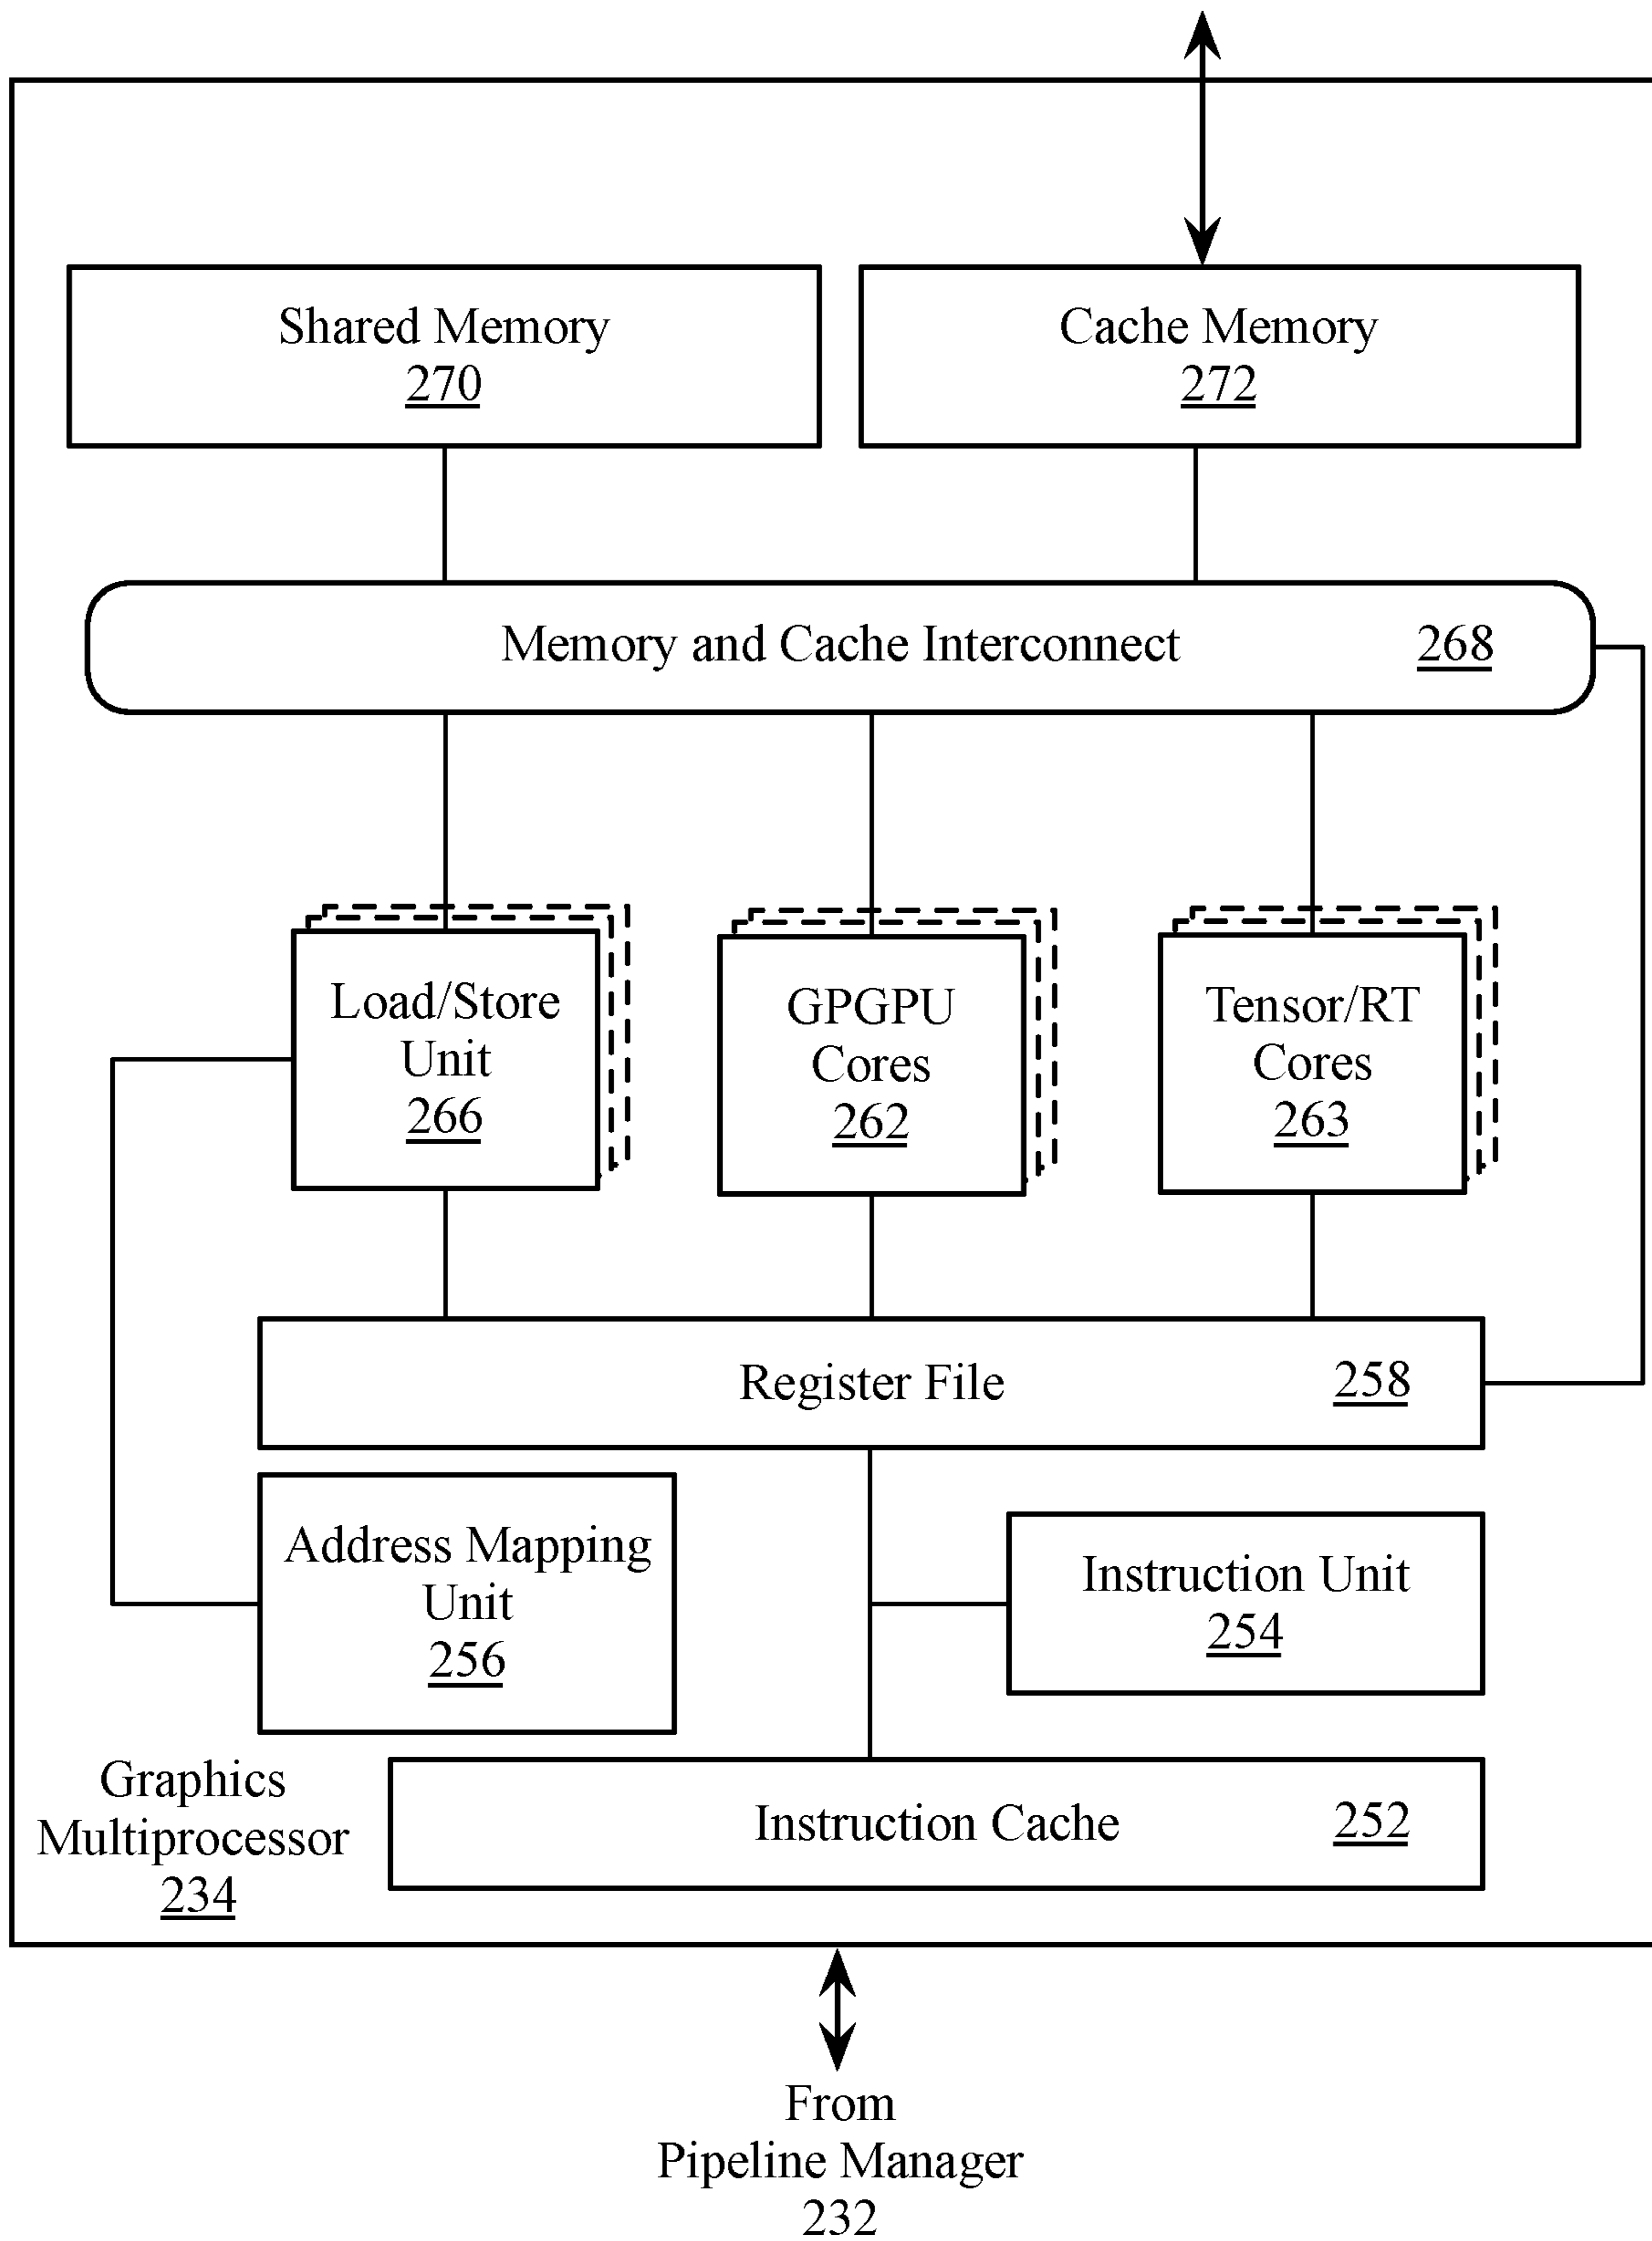 Shared Memory
270
Cache Memory
272
Memory and Cache Interconnect 268
Load/Store
Unit
266
GPGPU
Cores
262
Tensor/RT
Cores
263
Register File 258
Address Mapping
Unit
256
Instruction Unit
254
Graphics
Multiprocessor
234
Instruction Cache 252
From
Pipeline Manager
232